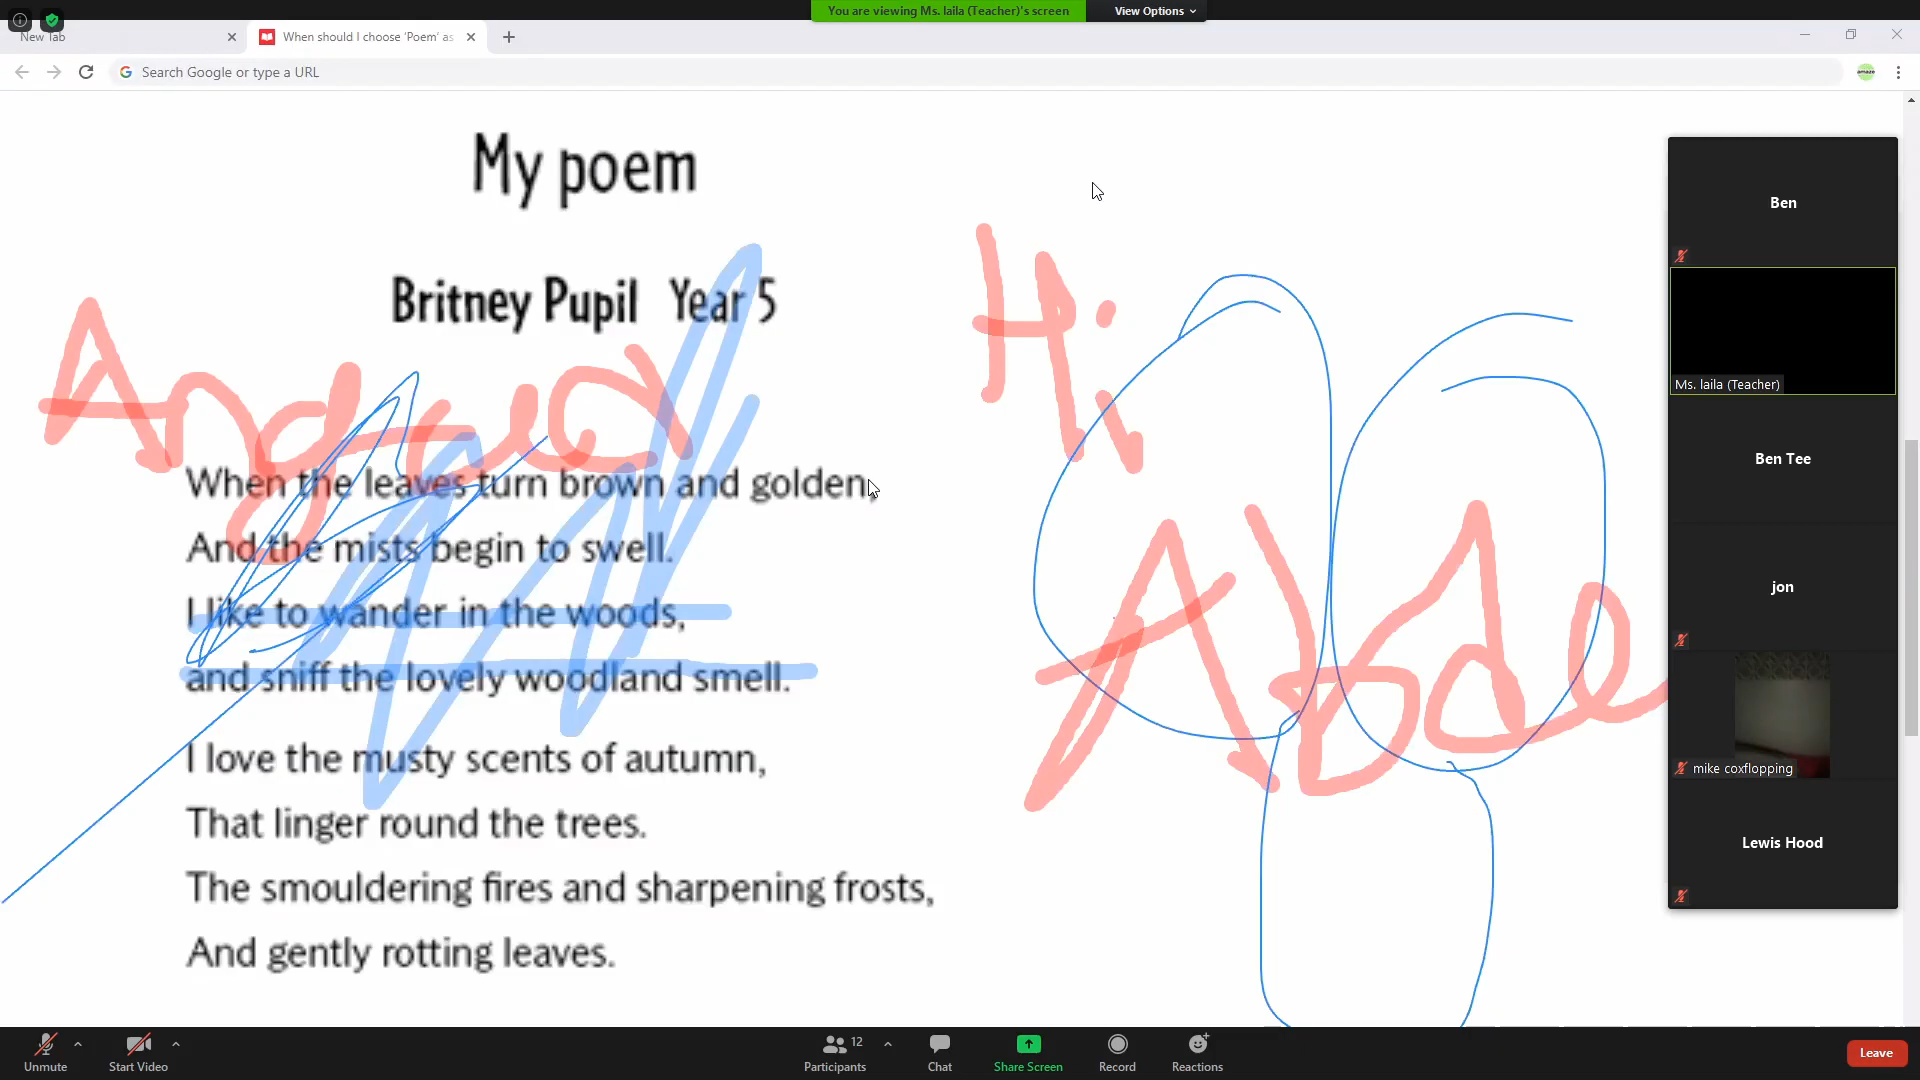 You are viewing Ms. laila (Teacher)'s screen
View Options
New Tab
When should I choose 'Poem' as
Search Google or type a URL
amaze
My poem
Britney Pupil Year 5
Hi
When the leaves turn brown and golden,
And the mists begin to swell.
I like to wander in the woods,
and sniff the lovely woodland smell.
I love the musty scents of autumn,
That linger round the trees.
The smouldering fires and sharpening frosts,
And gently rotting leaves.
Ben
Ms. laila (Teacher)
Ben Tee
jon
mike coxflopping
Lewis Hood
Unmute
Start Video
12
Participants
Chat
Share Screen
Record
Reactions
Leave